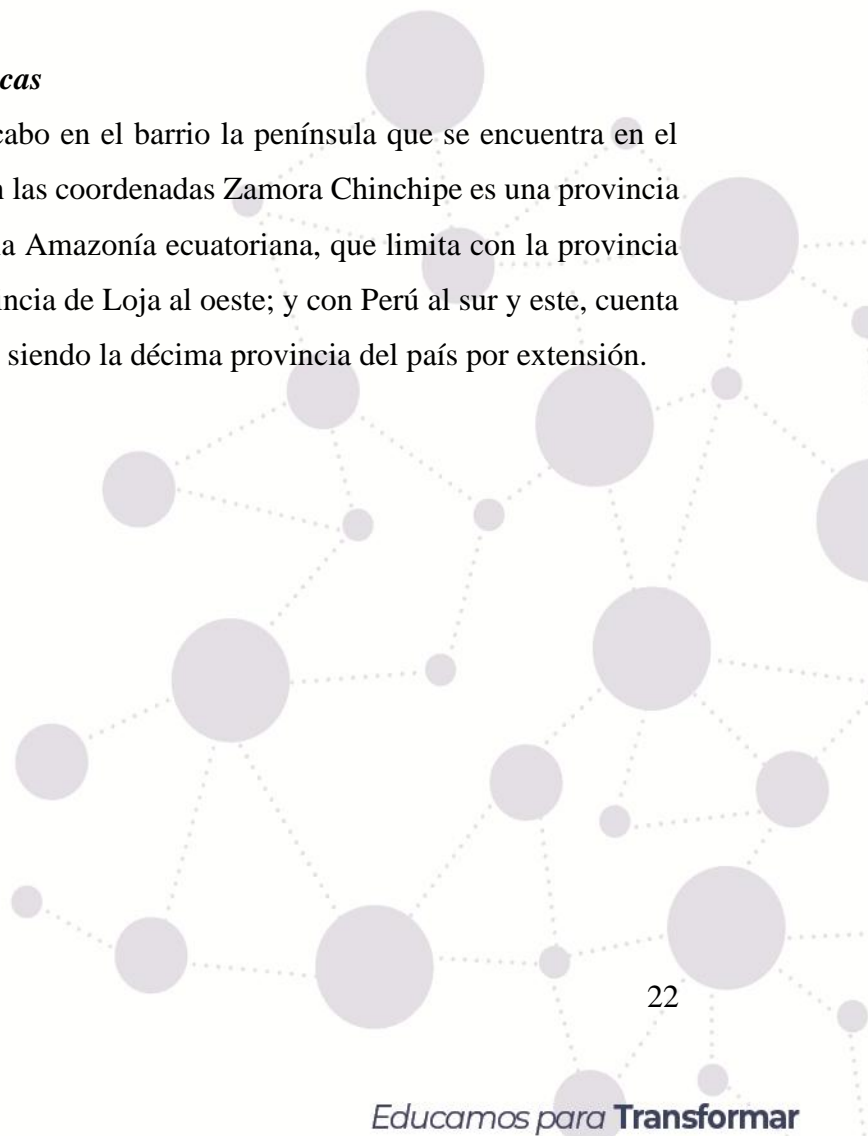 cas
cabo en el barrio la península que se encuentra en el
las coordenadas Zamora Chinchipe es una provincia
la Amazonía ecuatoriana, que limita con la provincia
incia de Loja al oeste; y con Perú al sur y este, cuenta
siendo la décima provincia del país por extensión.
22
Educamos para Transformar